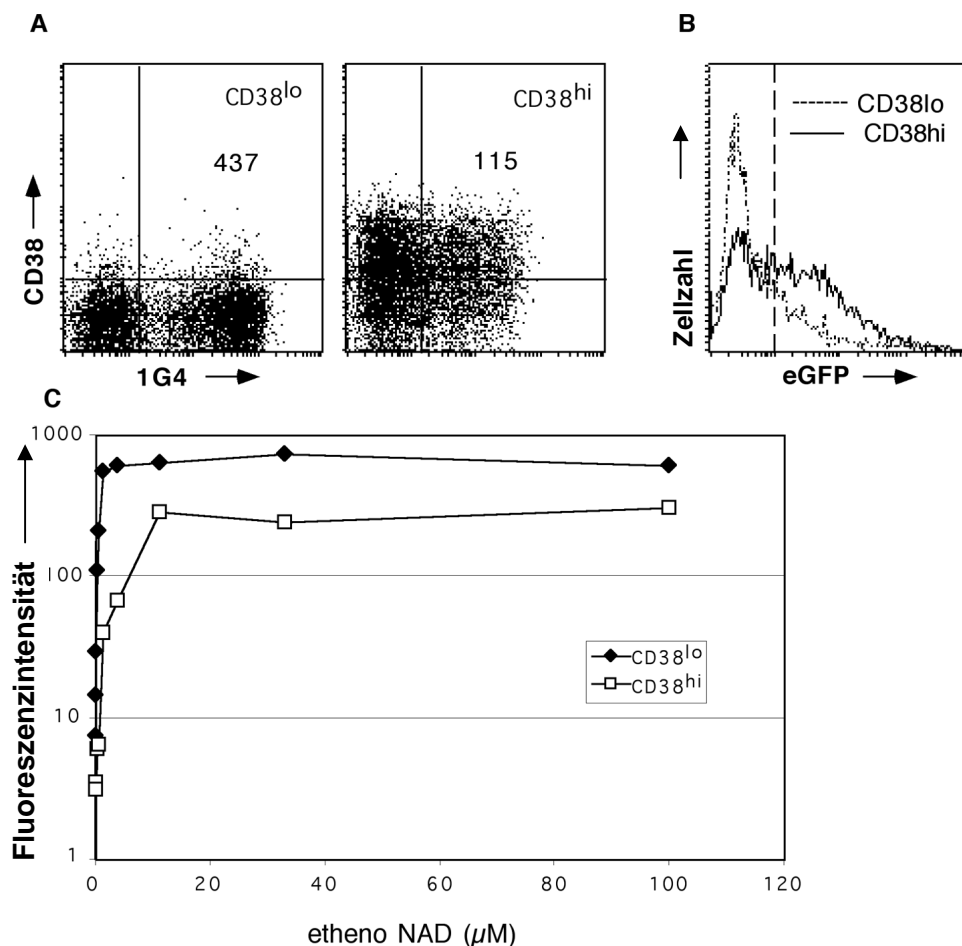 A
B
CD38lo
CD38hi
437
115
CD38
1G4
CD38lo
CD38hi
Zellzahl
eGFP
C
Fluoreszenzintensität
1000
100
10
1
CD38lo
CD38hi
0 20 40 60 80 100 120
etheno NAD (µM)